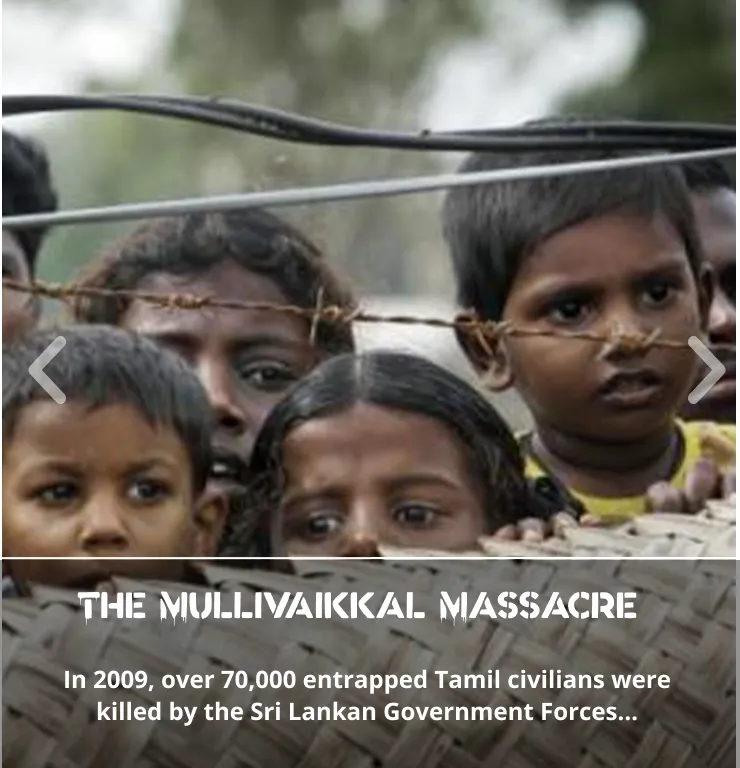 THE MULLIVAIKKAL MASSACRE
In 2009, over 70,000 entrapped Tamil civilians were
killed by the Sri Lankan Government Forces...